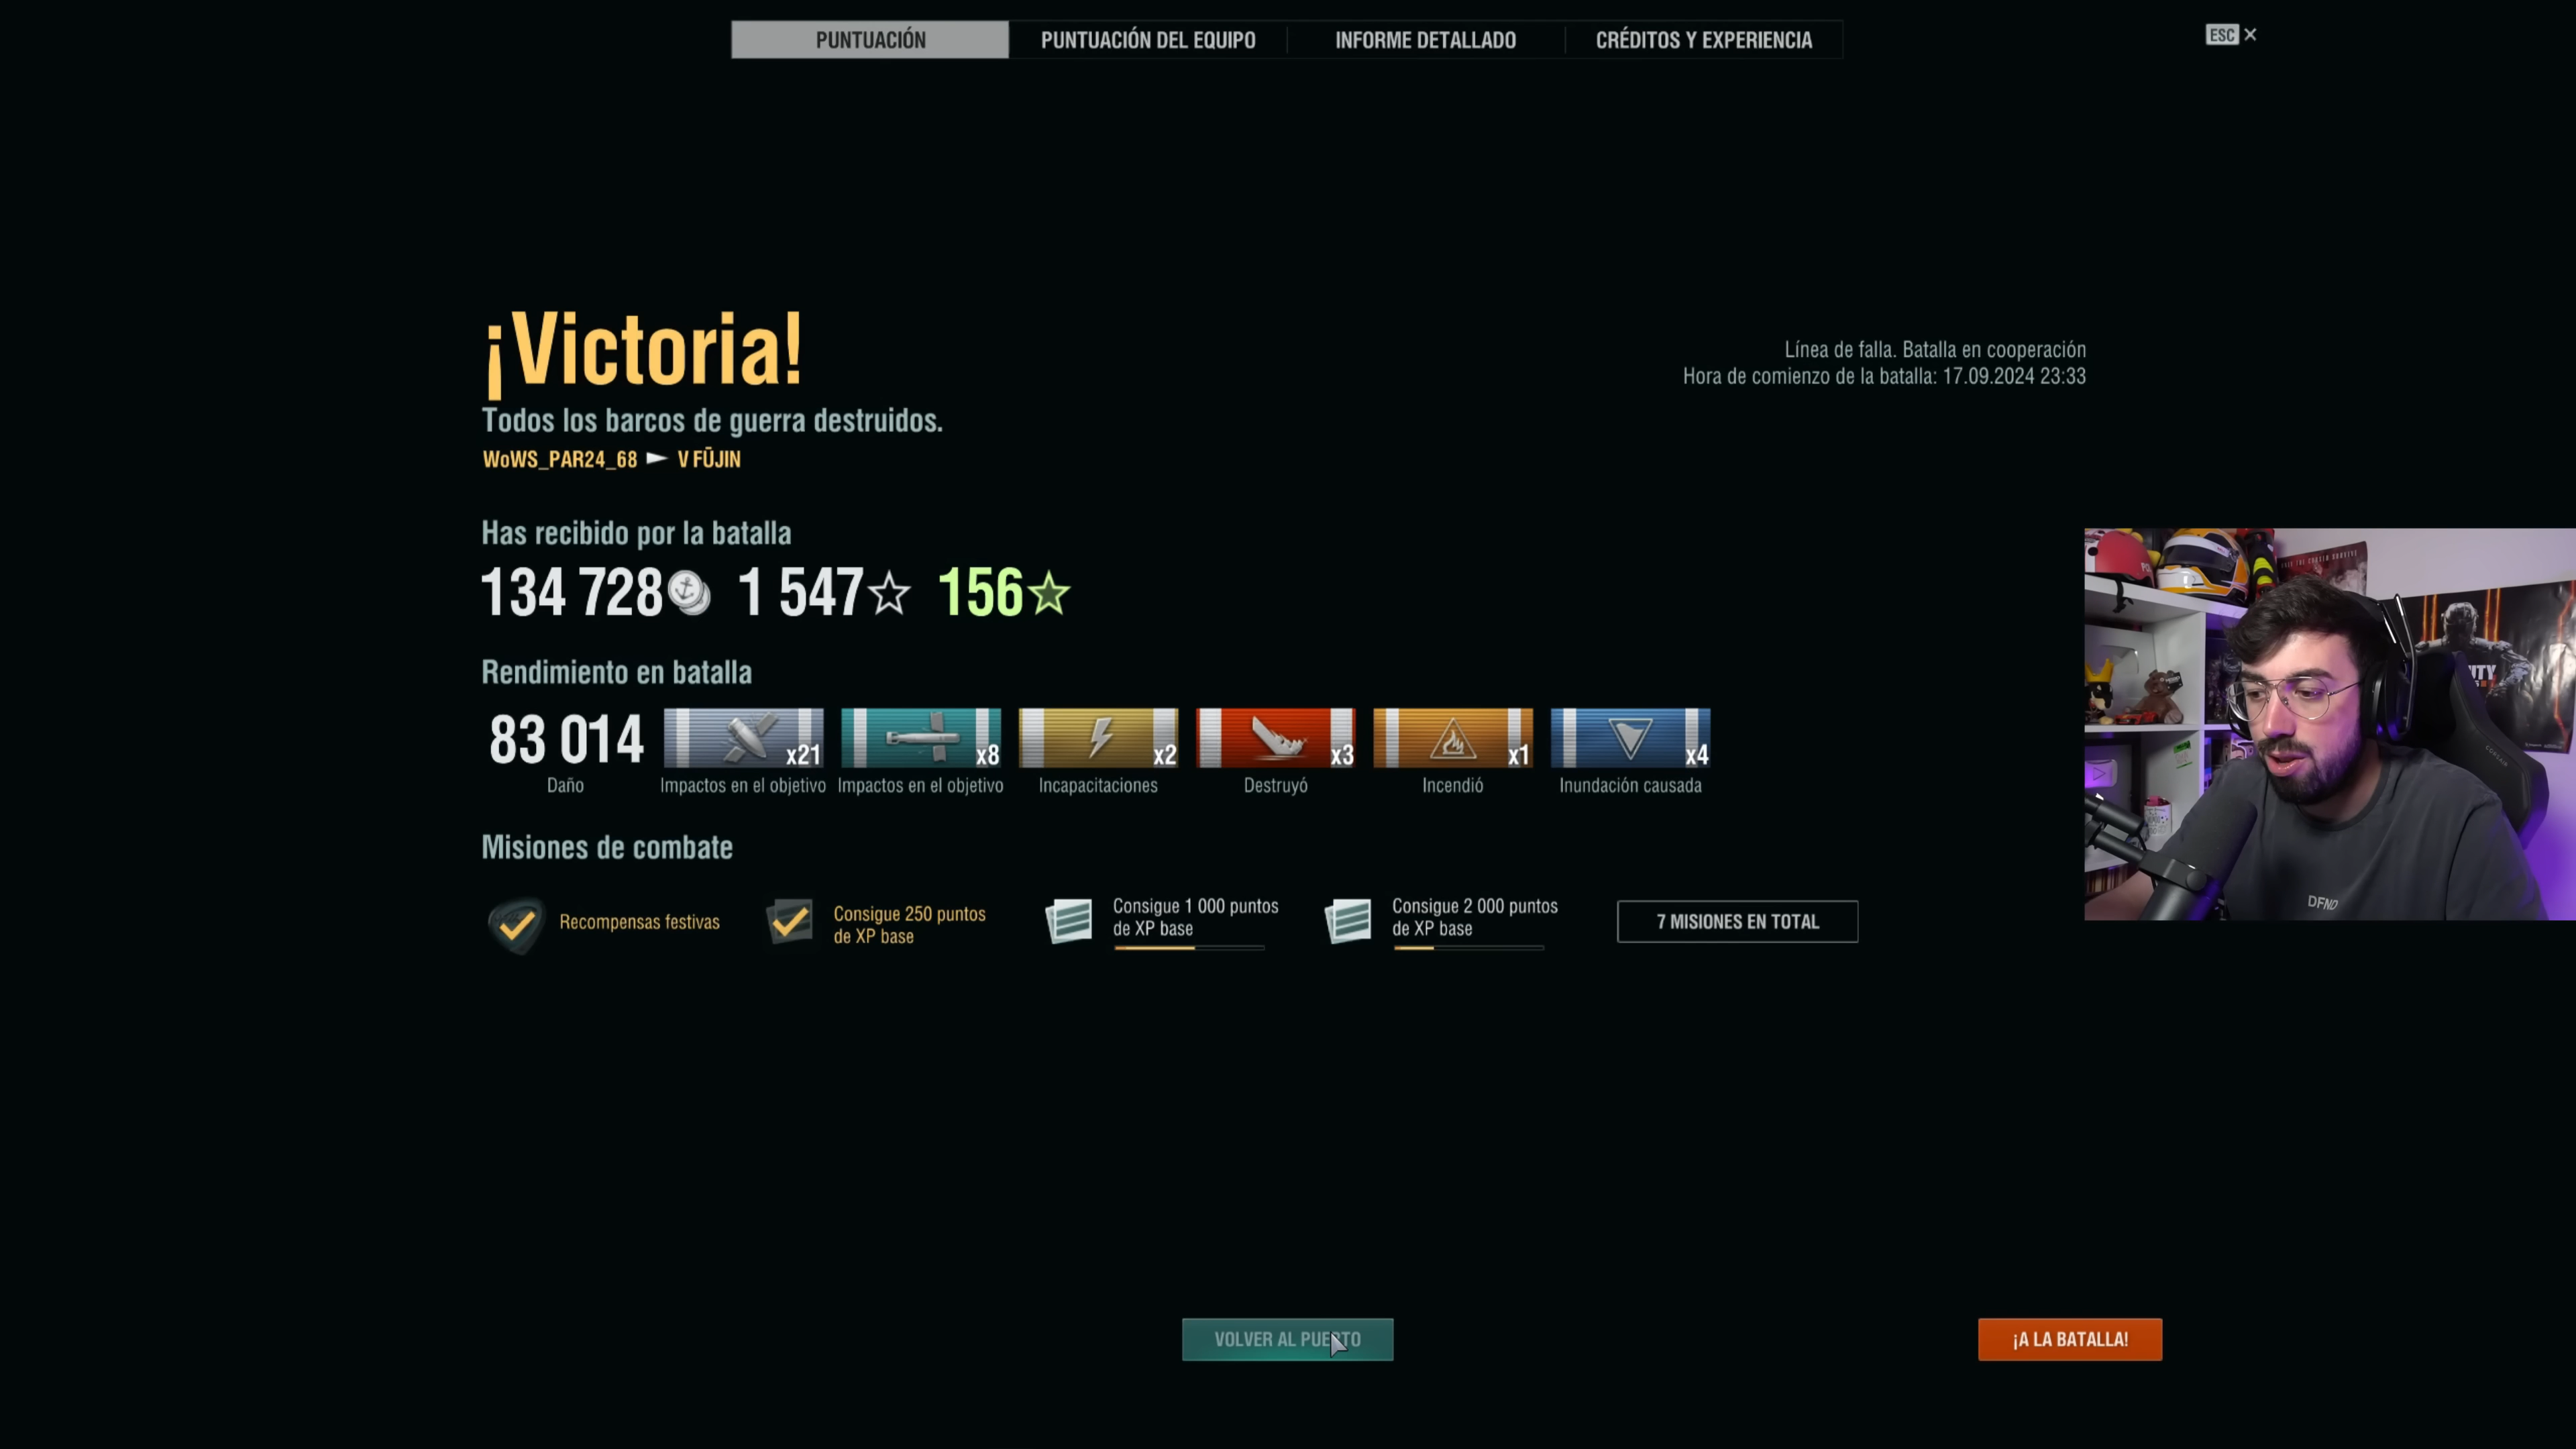 PUNTUACIÓN
PUNTUACIÓN DEL EQUIPO
INFORME DETALLADO
CRÉDITOS Y EXPERIENCIA
ESC
¡Victoria!
Línea de falla. Batalla en cooperación
Hora de comienzo de la batalla: 17.09.2024 23:33
Todos los barcos de guerra destruidos.
WoWS_PAR24_68 V FŪJIN
Has recibido por la batalla
134 728 1 547 156
Rendimiento en batalla
83 014 x21 x8 x2 x3 x1 x4
Daño
Impactos en el objetivo
Impactos en el objetivo
Incapacitaciones
Destruyó
Incendió
Inundación causada
Misiones de combate
Recompensas festivas
Consigue 250 puntos
de XP base
Consigue 1 000 puntos
de XP base
Consigue 2 000 puntos
de XP base
7 MISIONES EN TOTAL
DFND
VOLVER AL PUERTO
¡A LA BATALLA!